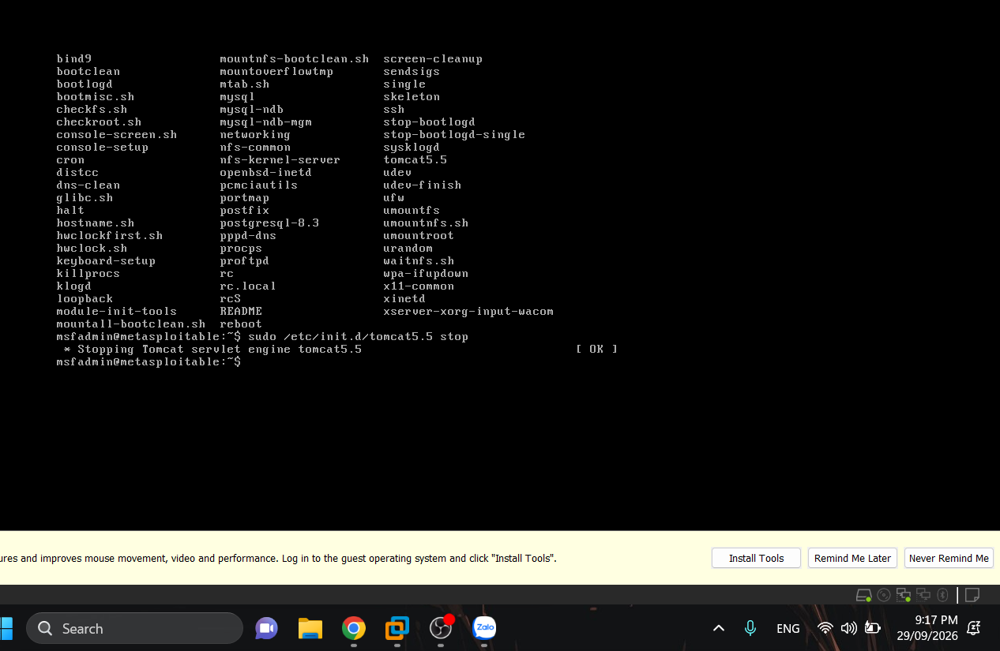 bind9 mountnfs-bootclean.sh screen-cleanup
bootclean mountoverflowtmp sendsigs
bootlogd mtab.sh single
bootmisc.sh mysql skeleton
checkfs.sh mysql-ndb ssh
checkroot.sh mysql-ndb-mgm stop-bootlogd
console-screen.sh networking stop-bootlogd-single
console-setup nfs-common sysklogd
cron nfs-kernel-server tomcat5.5
distcc openbsd-inetd udev
dns-clean pcmciautils udev-finish
glibc.sh portmap ufw
halt postfix umountfs
hostname.sh postgresql-8.3 umountnfs.sh
hwclockfirst.sh pppd-dns umountroot
hwclock.sh procps urandom
keyboard-setup proftpd waitnfs.sh
killprocs rc wpa-ifupdown
klogd rc.local x11-common
loopback rcS xinetd
module-init-tools README xserver-xorg-input-wacom
mountall-bootclean.sh reboot
msfadmin@metasploitable:~$ sudo /etc/init.d/tomcat5.5 stop
* Stopping Tomcat servlet engine tomcat5.5 [ OK ]
msfadmin@metasploitable:~$
ures and improves mouse movement, video and performance. Log in to the guest operating system and click "Install Tools". Install Tools Remind Me Later Never Remind Me
Search Zalo ENG 9:17 PM
29/09/2026